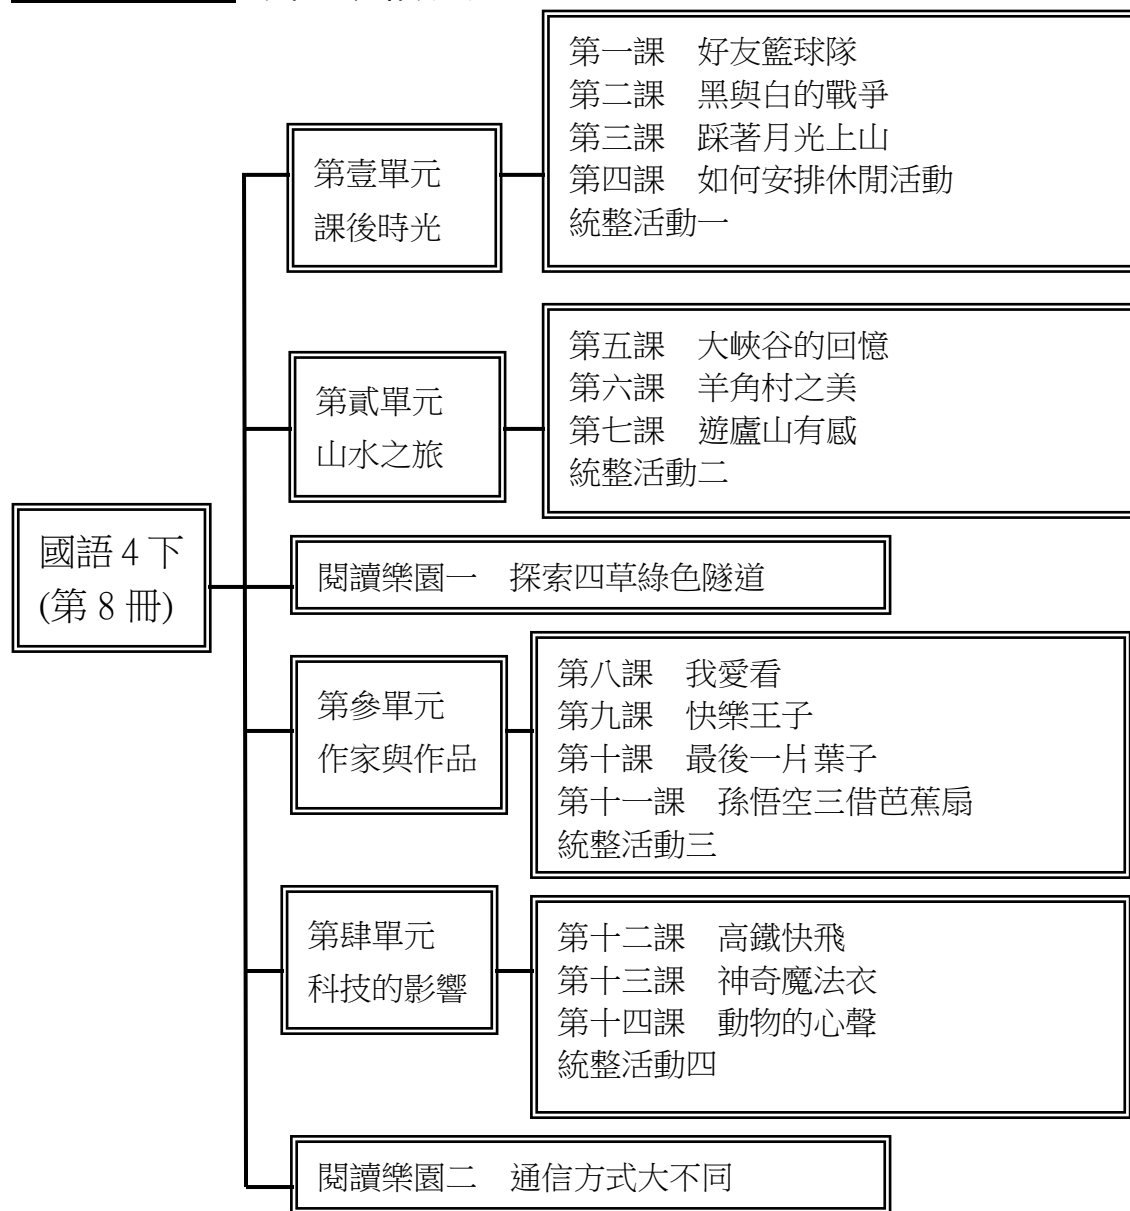 第一課 好友籃球隊
第二課 黑與白的戰爭
第三課 踩著月光上山
第四課 如何安排休閒活動
統整活動一
第壹單元
課後時光
第五課 大峽谷的回憶
第六課 羊角村之美
第七課 遊廬山有感
統整活動二
第貳單元
山水之旅
國語4下
(第8冊)
閱讀樂園一 探索四草綠色隧道
第八課 我愛看
第九課 快樂王子
第十課 最後一片葉子
第十一課 孫悟空三借芭蕉扇
統整活動三
第參單元
作家與作品
第十二課 高鐵快飛
第十三課 神奇魔法衣
第十四課 動物的心聲
統整活動四
第肆單元
科技的影響
閱讀樂園二 通信方式大不同